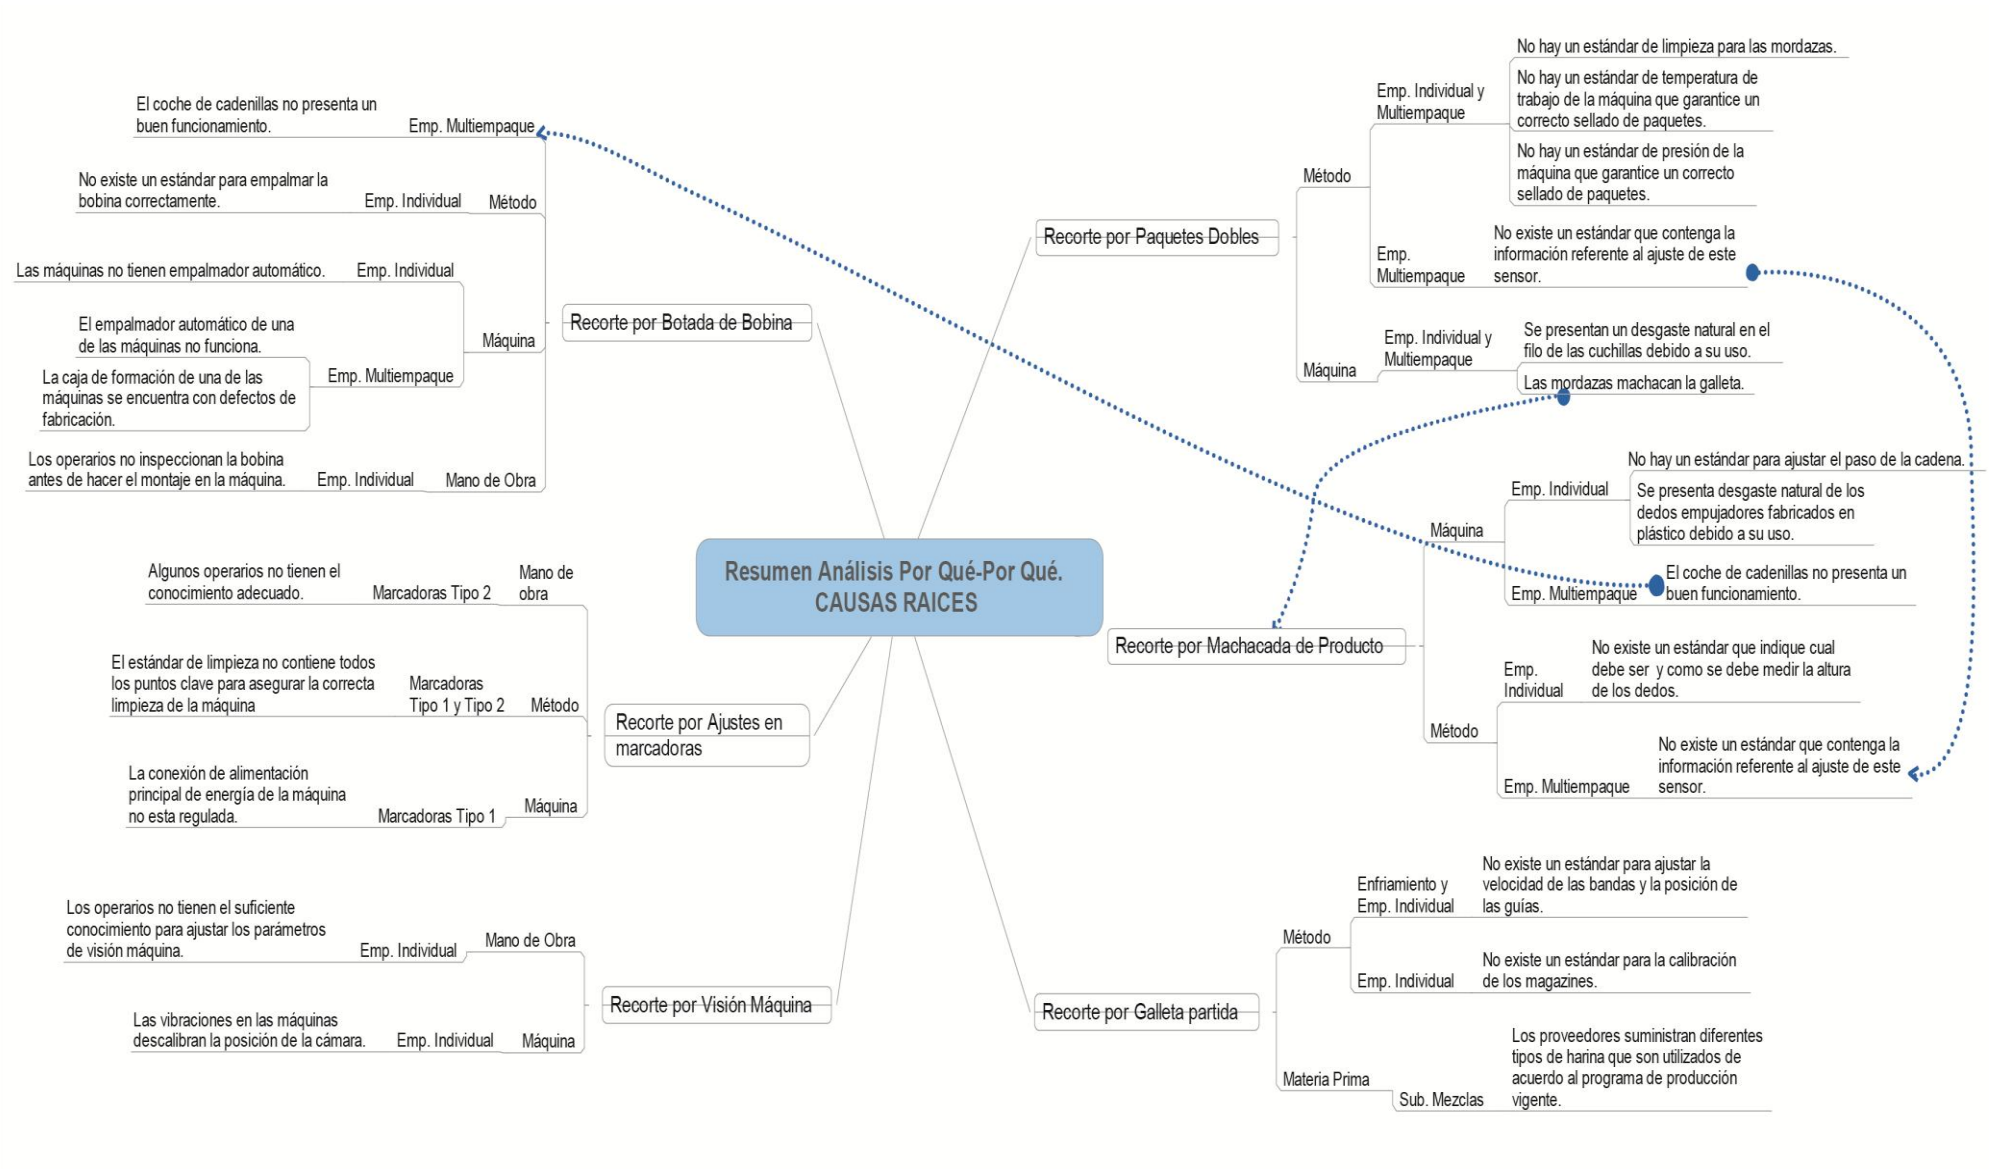 Resumen Análisis Por Qué-Por Qué.
CAUSAS RAICES
Recorte por Botada de Bobina
Emp. Multiempaque
El coche de cadenillas no presenta un
buen funcionamiento.
Método
Emp. Individual
No existe un estándar para empalmar la
bobina correctamente.
Máquina
Emp. Individual
Las máquinas no tienen empalmador automático.
Emp. Multiempaque
El empalmador automático de una
de las máquinas no funciona.
La caja de formación de una de las
máquinas se encuentra con defectos de
fabricación.
Mano de Obra
Emp. Individual
Los operarios no inspeccionan la bobina
antes de hacer el montaje en la máquina.
Recorte por Ajustes en
marcadoras
Mano de
obra
Marcadoras Tipo 2
Algunos operarios no tienen el
conocimiento adecuado.
Método
Marcadoras
Tipo 1 y Tipo 2
El estándar de limpieza no contiene todos
los puntos clave para asegurar la correcta
limpieza de la máquina
Máquina
Marcadoras Tipo 1
La conexión de alimentación
principal de energía de la máquina
no esta regulada.
Recorte por Visión Máquina
Mano de Obra
Emp. Individual
Los operarios no tienen el suficiente
conocimiento para ajustar los parámetros
de visión máquina.
Máquina
Emp. Individual
Las vibraciones en las máquinas
descalibran la posición de la cámara.
Recorte por Paquetes Dobles
Método
Emp. Individual y
Multiempaque
No hay un estándar de limpieza para las mordazas.
No hay un estándar de temperatura de
trabajo de la máquina que garantice un
correcto sellado de paquetes.
No hay un estándar de presión de la
máquina que garantice un correcto
sellado de paquetes.
Emp.
Multiempaque
No existe un estándar que contenga la
información referente al ajuste de este
sensor.
Máquina
Emp. Individual y
Multiempaque
Se presentan un desgaste natural en el
filo de las cuchillas debido a su uso.
Las mordazas machacan la galleta.
Recorte por Machacada de Producto
Máquina
Emp. Individual
No hay un estándar para ajustar el paso de la cadena.
Se presenta desgaste natural de los
dedos empujadores fabricados en
plástico debido a su uso.
Emp. Multiempaque
El coche de cadenillas no presenta un
buen funcionamiento.
Método
Emp.
Individual
No existe un estándar que indique cual
debe ser y como se debe medir la altura
de los dedos.
Emp. Multiempaque
No existe un estándar que contenga la
información referente al ajuste de este
sensor.
Recorte por Galleta partida
Método
Enfriamiento y
Emp. Individual
No existe un estándar para ajustar la
velocidad de las bandas y la posición de
las guías.
Emp. Individual
No existe un estándar para la calibración
de los magazines.
Materia Prima
Sub. Mezclas
Los proveedores suministran diferentes
tipos de harina que son utilizados de
acuerdo al programa de producción
vigente.